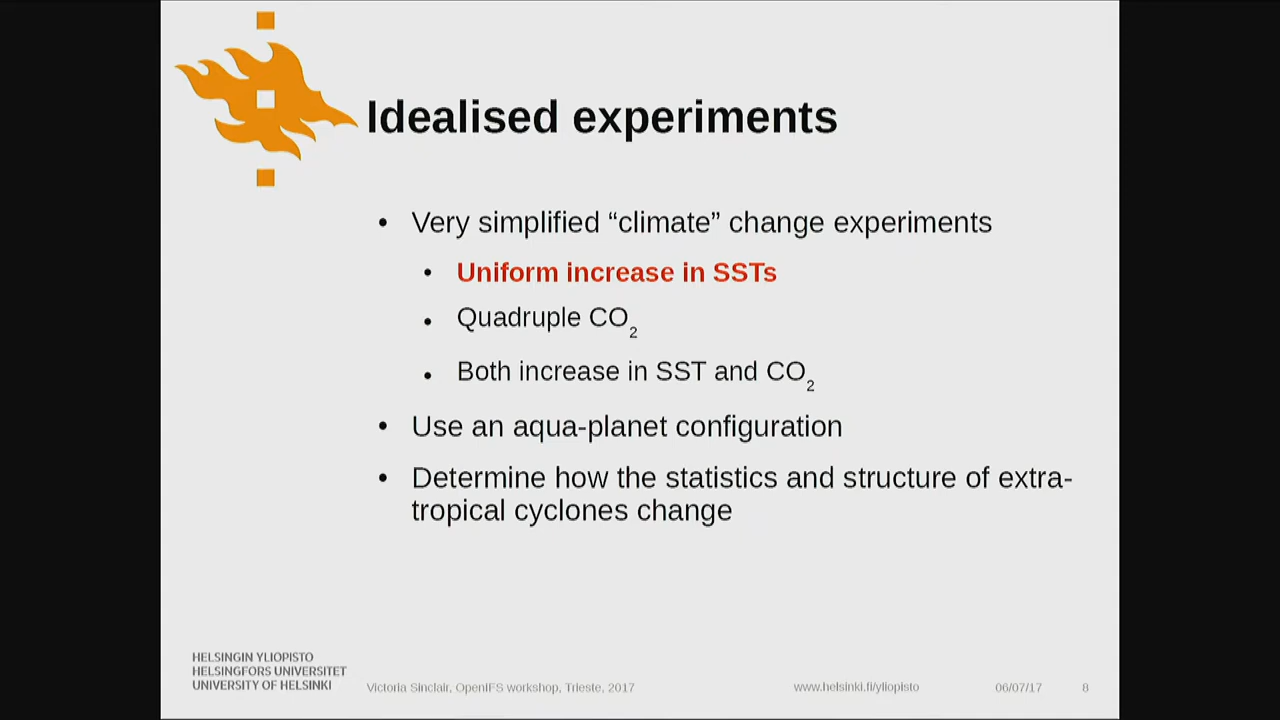 Idealised experiments
• Very simplified “climate” change experiments
• Uniform increase in SSTs
• Quadruple CO₂
• Both increase in SST and CO₂
• Use an aqua-planet configuration
• Determine how the statistics and structure of extra-
tropical cyclones change
HELSINGIN YLIOPISTO
HELSINGFORS UNIVERSITET
UNIVERSITY OF HELSINKI
Victoria Sinclair, OpenIFS workshop, Trieste, 2017
www.helsinki.fi/yliopisto
06/07/17
8